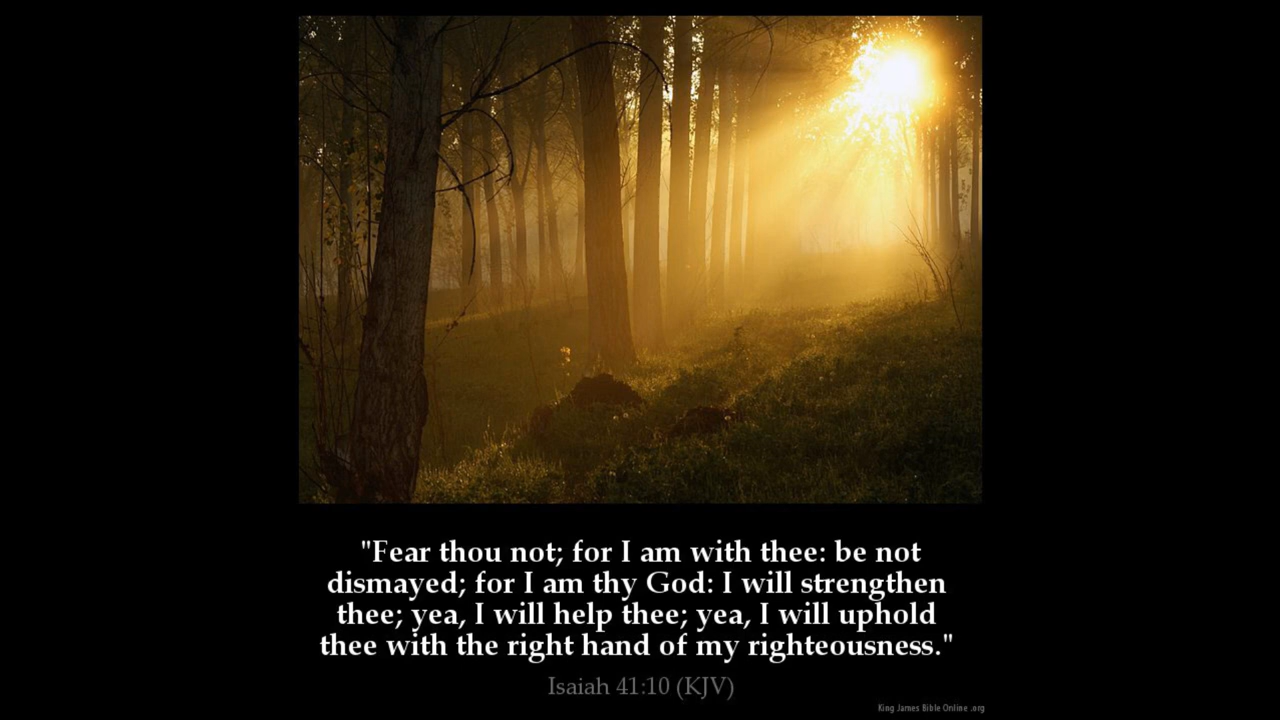 "Fear thou not; for I am with thee: be not
dismayed; for I am thy God: I will strengthen
thee; yea, I will help thee; yea, I will uphold
thee with the right hand of my righteousness."
Isaiah 41:10 (KJV)
King James Bible Online .org